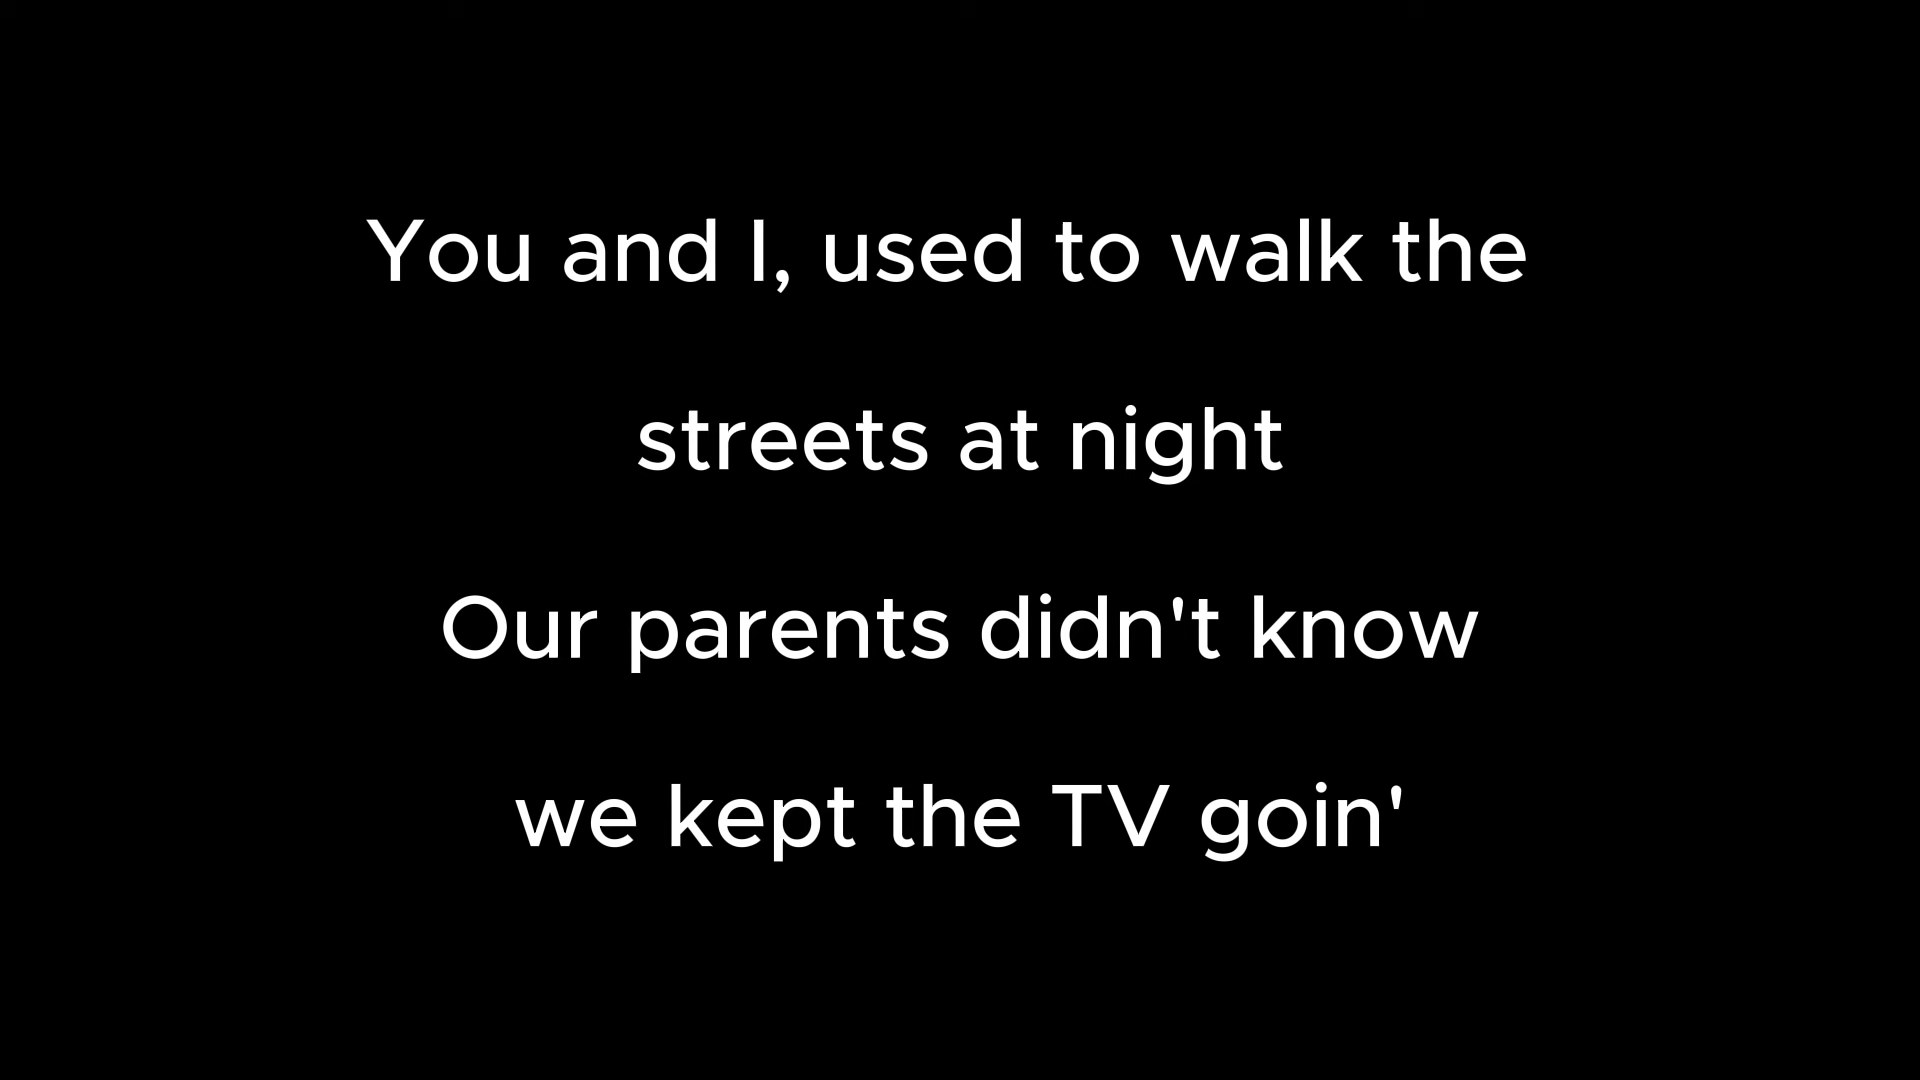 You and I, used to walk the
streets at night
Our parents didn't know
we kept the TV goin'